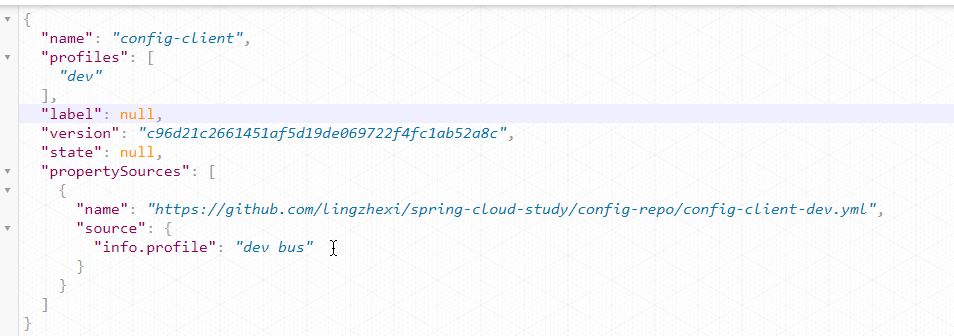 {
"name": "config-client",
"profiles": [
"dev"
],
"label": null,
"version": "c96d21c2661451af5d19de069722f4fc1ab52a8c",
"state": null,
"propertySources": [
{
"name": "https://github.com/lingzhexi/spring-cloud-study/config-repo/config-client-dev.yml",
"source": {
"info.profile": "dev bus"
}
}
]
}